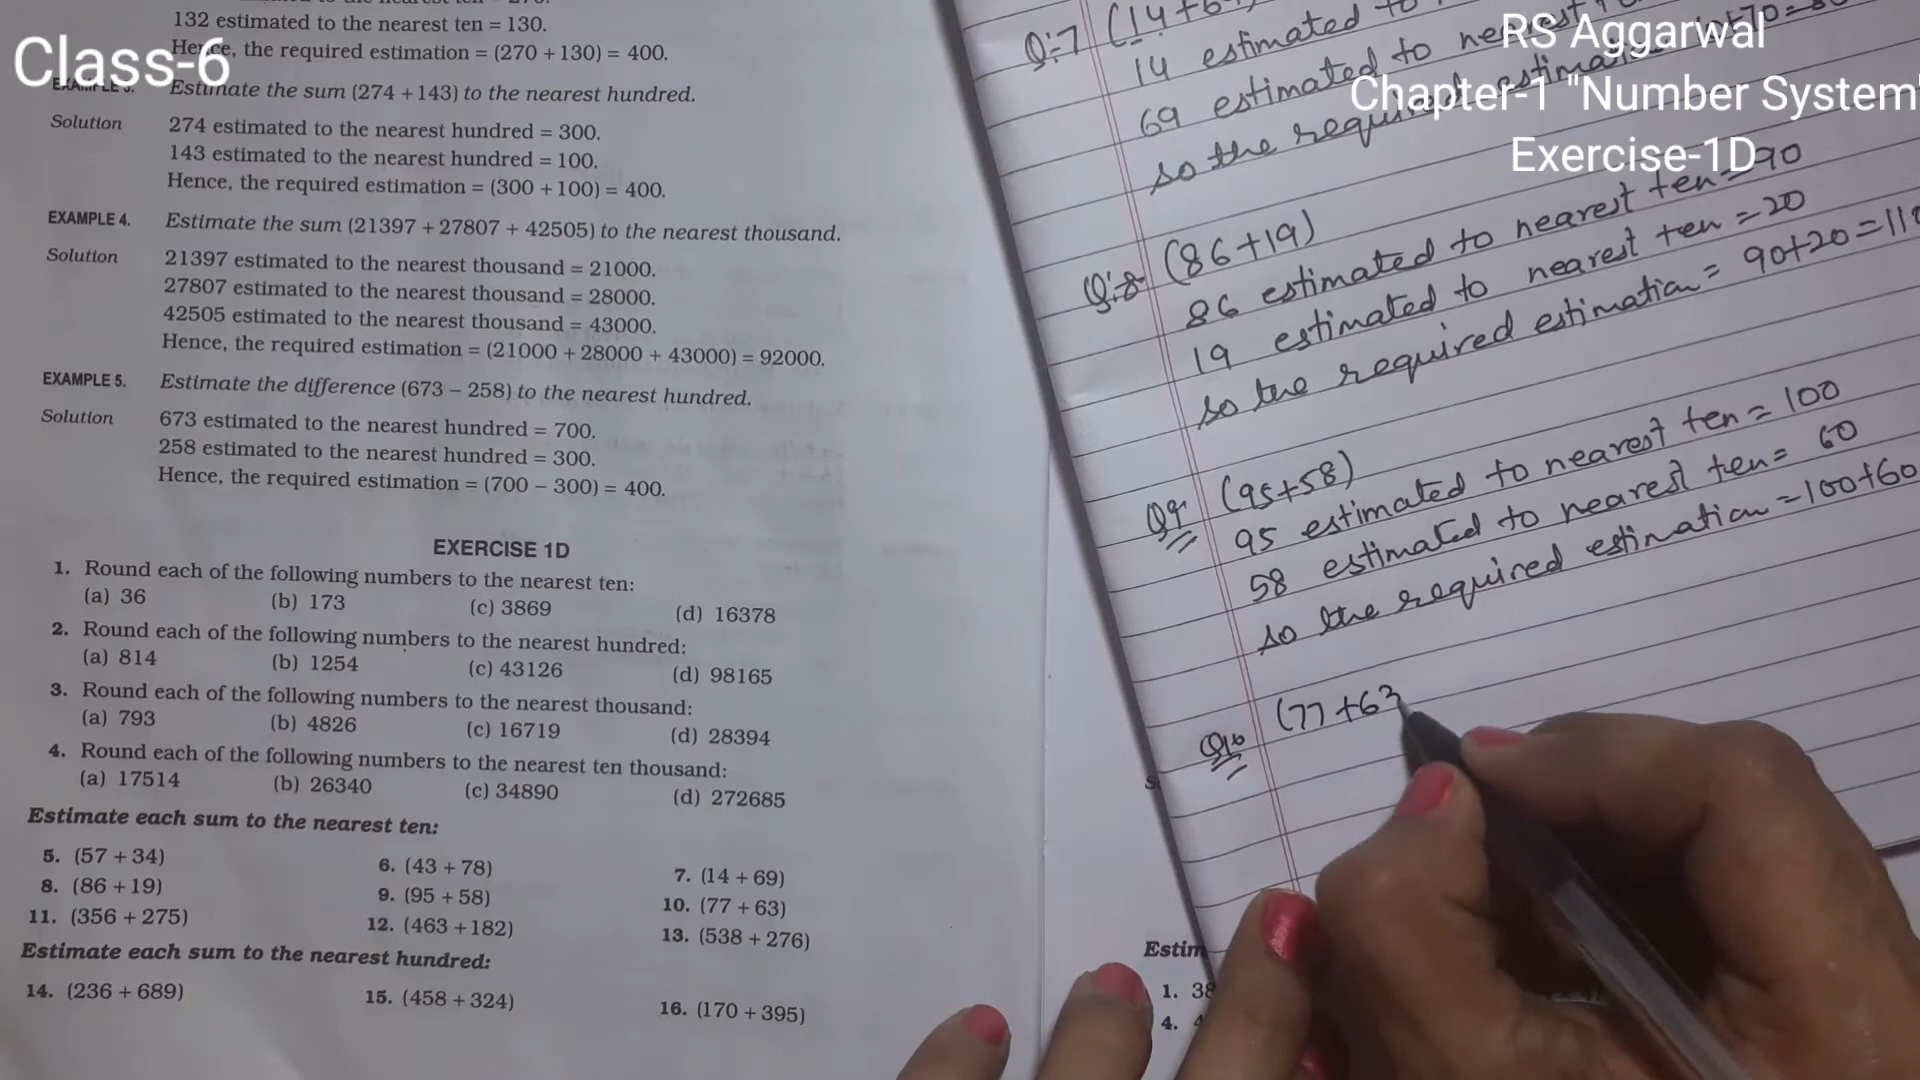 Class-6
RS Aggarwal
Chapter-1 "Number System"
Exercise-1D
132 estimated to the nearest ten = 130.
Hence, the required estimation = (270 + 130) = 400.
EXAMPLE 3. Estimate the sum (274 + 143) to the nearest hundred.
Solution 274 estimated to the nearest hundred = 300.
143 estimated to the nearest hundred = 100.
Hence, the required estimation = (300 + 100) = 400.
EXAMPLE 4. Estimate the sum (21397 + 27807 + 42505) to the nearest thousand.
Solution 21397 estimated to the nearest thousand = 21000.
27807 estimated to the nearest thousand = 28000.
42505 estimated to the nearest thousand = 43000.
Hence, the required estimation = (21000 + 28000 + 43000) = 92000.
EXAMPLE 5. Estimate the difference (673 – 258) to the nearest hundred.
Solution 673 estimated to the nearest hundred = 700.
258 estimated to the nearest hundred = 300.
Hence, the required estimation = (700 – 300) = 400.
EXERCISE 1D
1. Round each of the following numbers to the nearest ten:
(a) 36 (b) 173 (c) 3869 (d) 16378
2. Round each of the following numbers to the nearest hundred:
(a) 814 (b) 1254 (c) 43126 (d) 98165
3. Round each of the following numbers to the nearest thousand:
(a) 793 (b) 4826 (c) 16719 (d) 28394
4. Round each of the following numbers to the nearest ten thousand:
(a) 17514 (b) 26340 (c) 34890 (d) 272685
Estimate each sum to the nearest ten:
5. (57 + 34) 6. (43 + 78) 7. (14 + 69)
8. (86 + 19) 9. (95 + 58) 10. (77 + 63)
11. (356 + 275) 12. (463 + 182) 13. (538 + 276)
Estimate each sum to the nearest hundred:
14. (236 + 689) 15. (458 + 324) 16. (170 + 395)
Q:7 (14+6
14 estimated to
69 estimated to nearest
so the required estimation
Q:8 (86+19)
86 estimated to nearest ten = 90
19 estimated to nearest ten = 20
so the required estimation = 90+20=11
Q9 (95+58)
95 estimated to nearest ten = 100
58 estimated to nearest ten = 60
so the required estimation = 100+60
Q10 (77+63
Estim
1. 38
4.